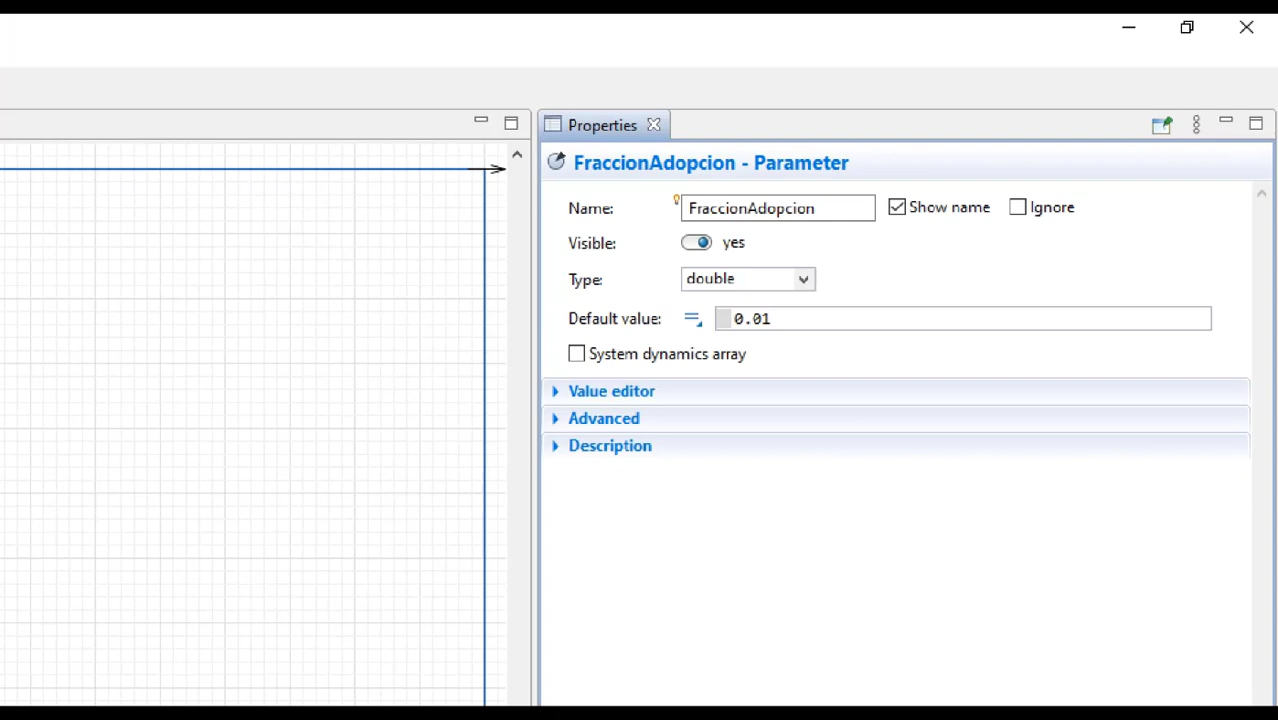 Properties
FraccionAdopcion - Parameter
Name: FraccionAdopcion Show name Ignore
Visible: yes
Type: double
Default value: 0.01
System dynamics array
Value editor
Advanced
Description